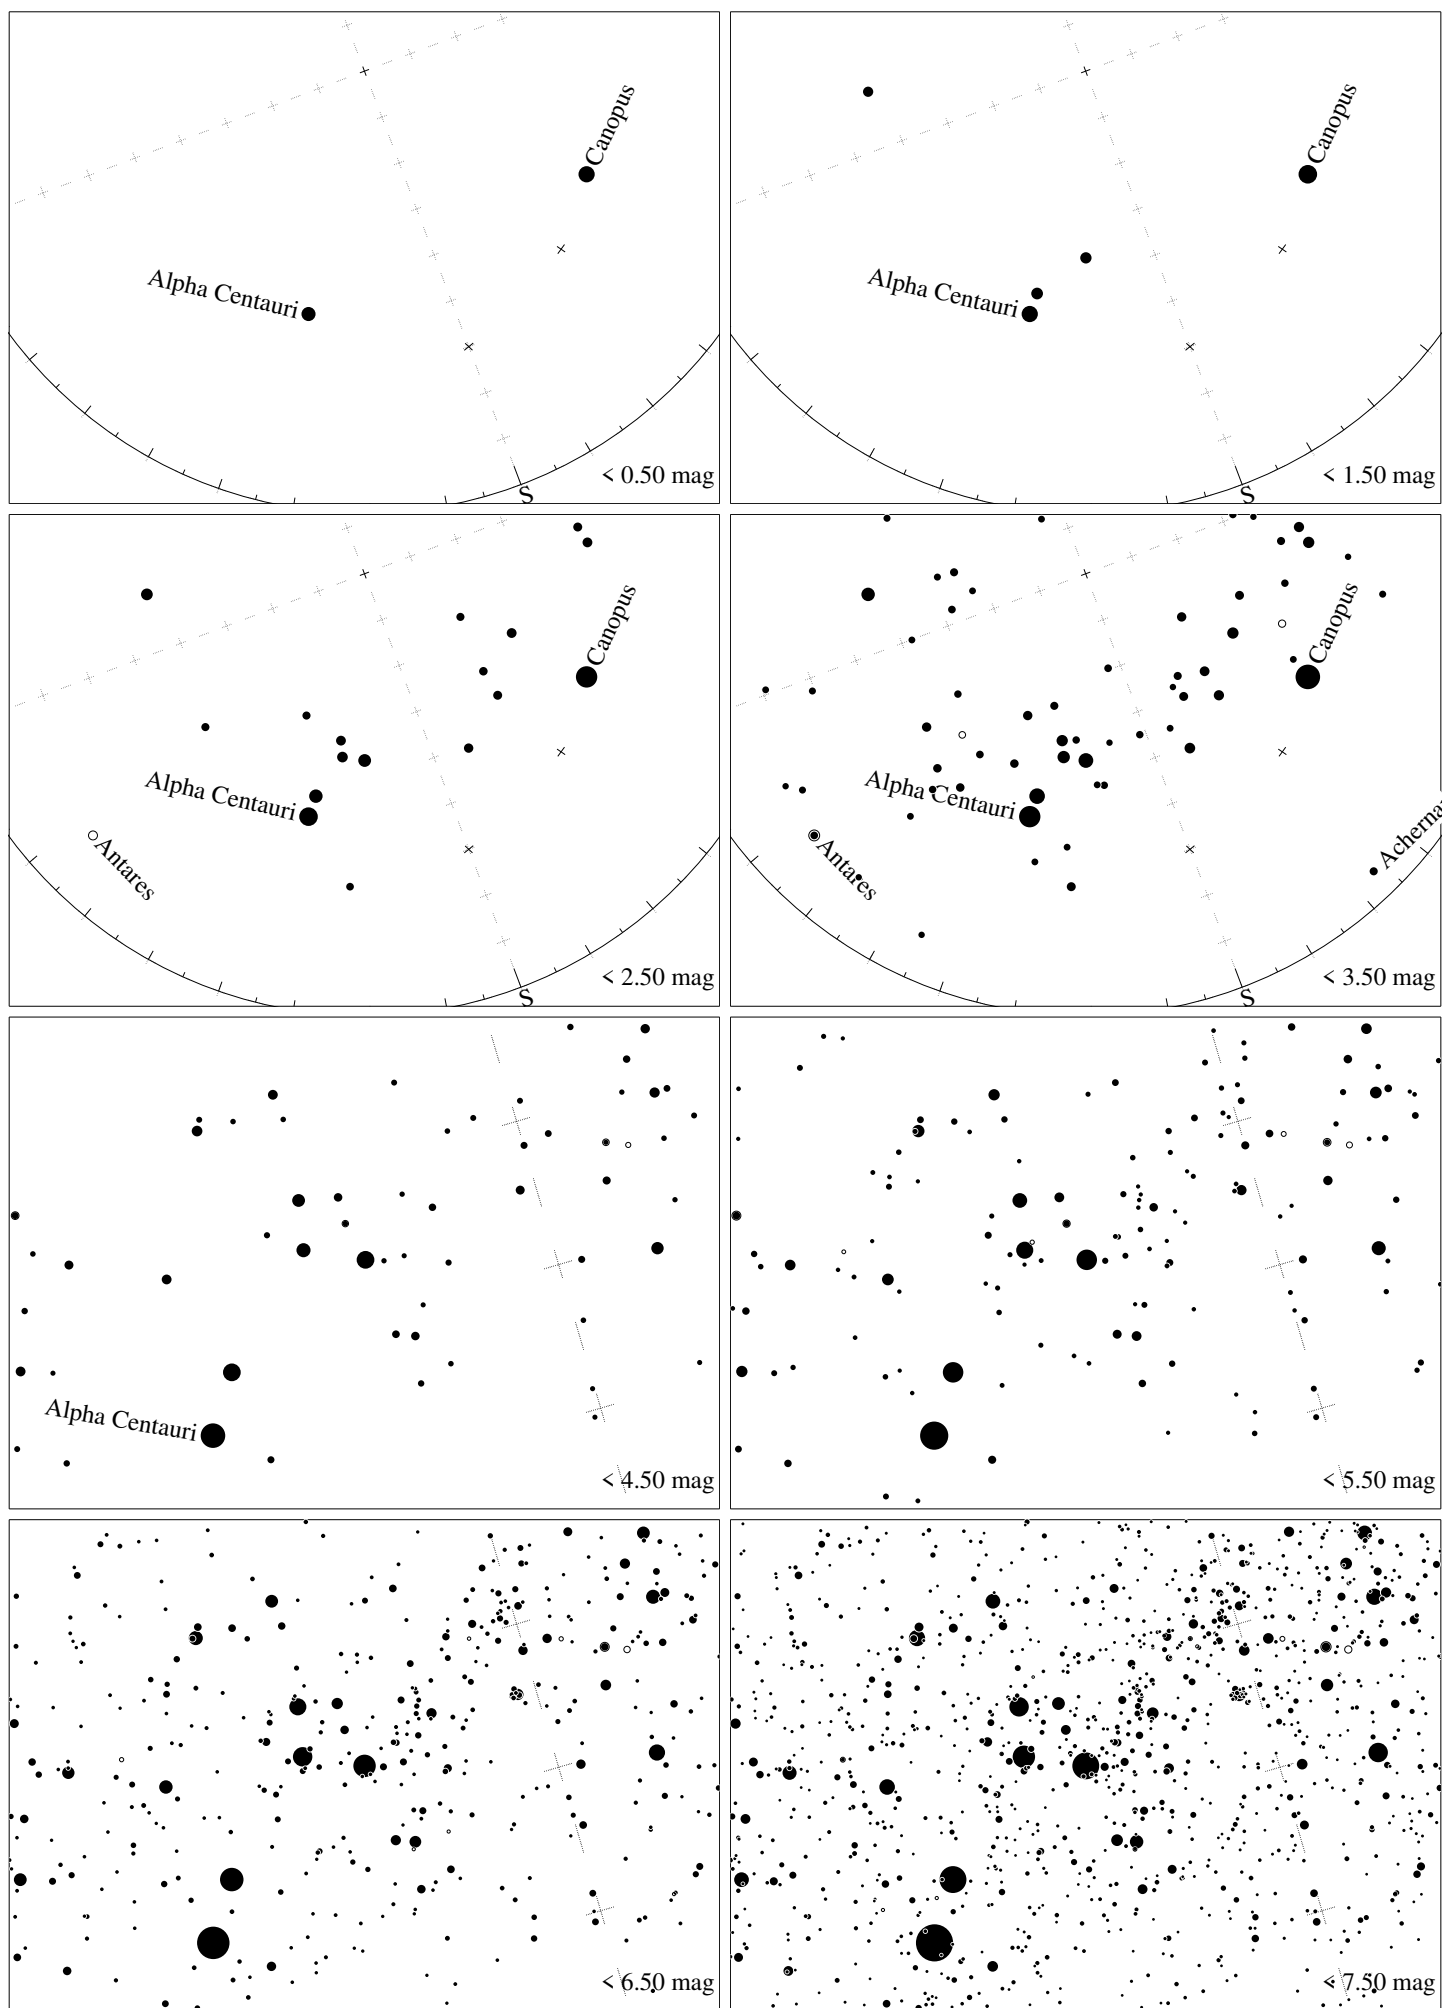 Canopus
Alpha Centauri
S
< 0.50 mag
Canopus
Alpha Centauri
S
< 1.50 mag
Canopus
Alpha Centauri
Antares
S
< 2.50 mag
Canopus
Alpha Centauri
Antares
Acherna
S
< 3.50 mag
Alpha Centauri
< 4.50 mag
< 5.50 mag
< 6.50 mag
< 7.50 mag